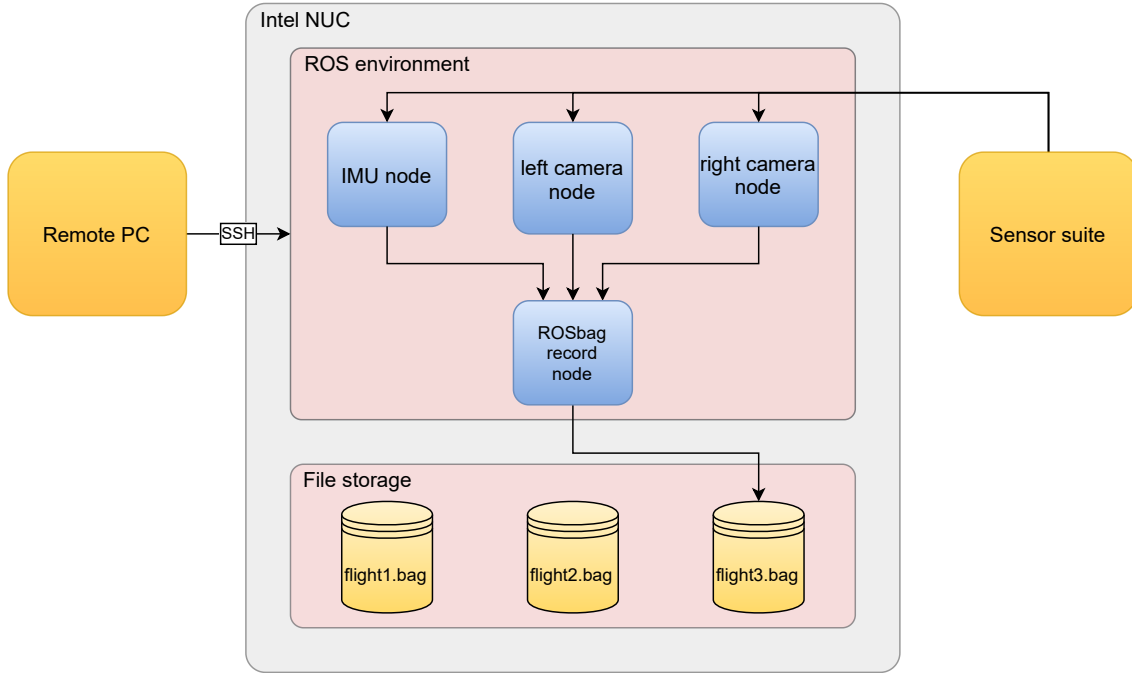 Intel NUC
ROS environment
IMU node
left camera
node
right camera
node
Remote PC
SSH
Sensor suite
ROSbag
record
node
File storage
flight1.bag
flight2.bag
flight3.bag